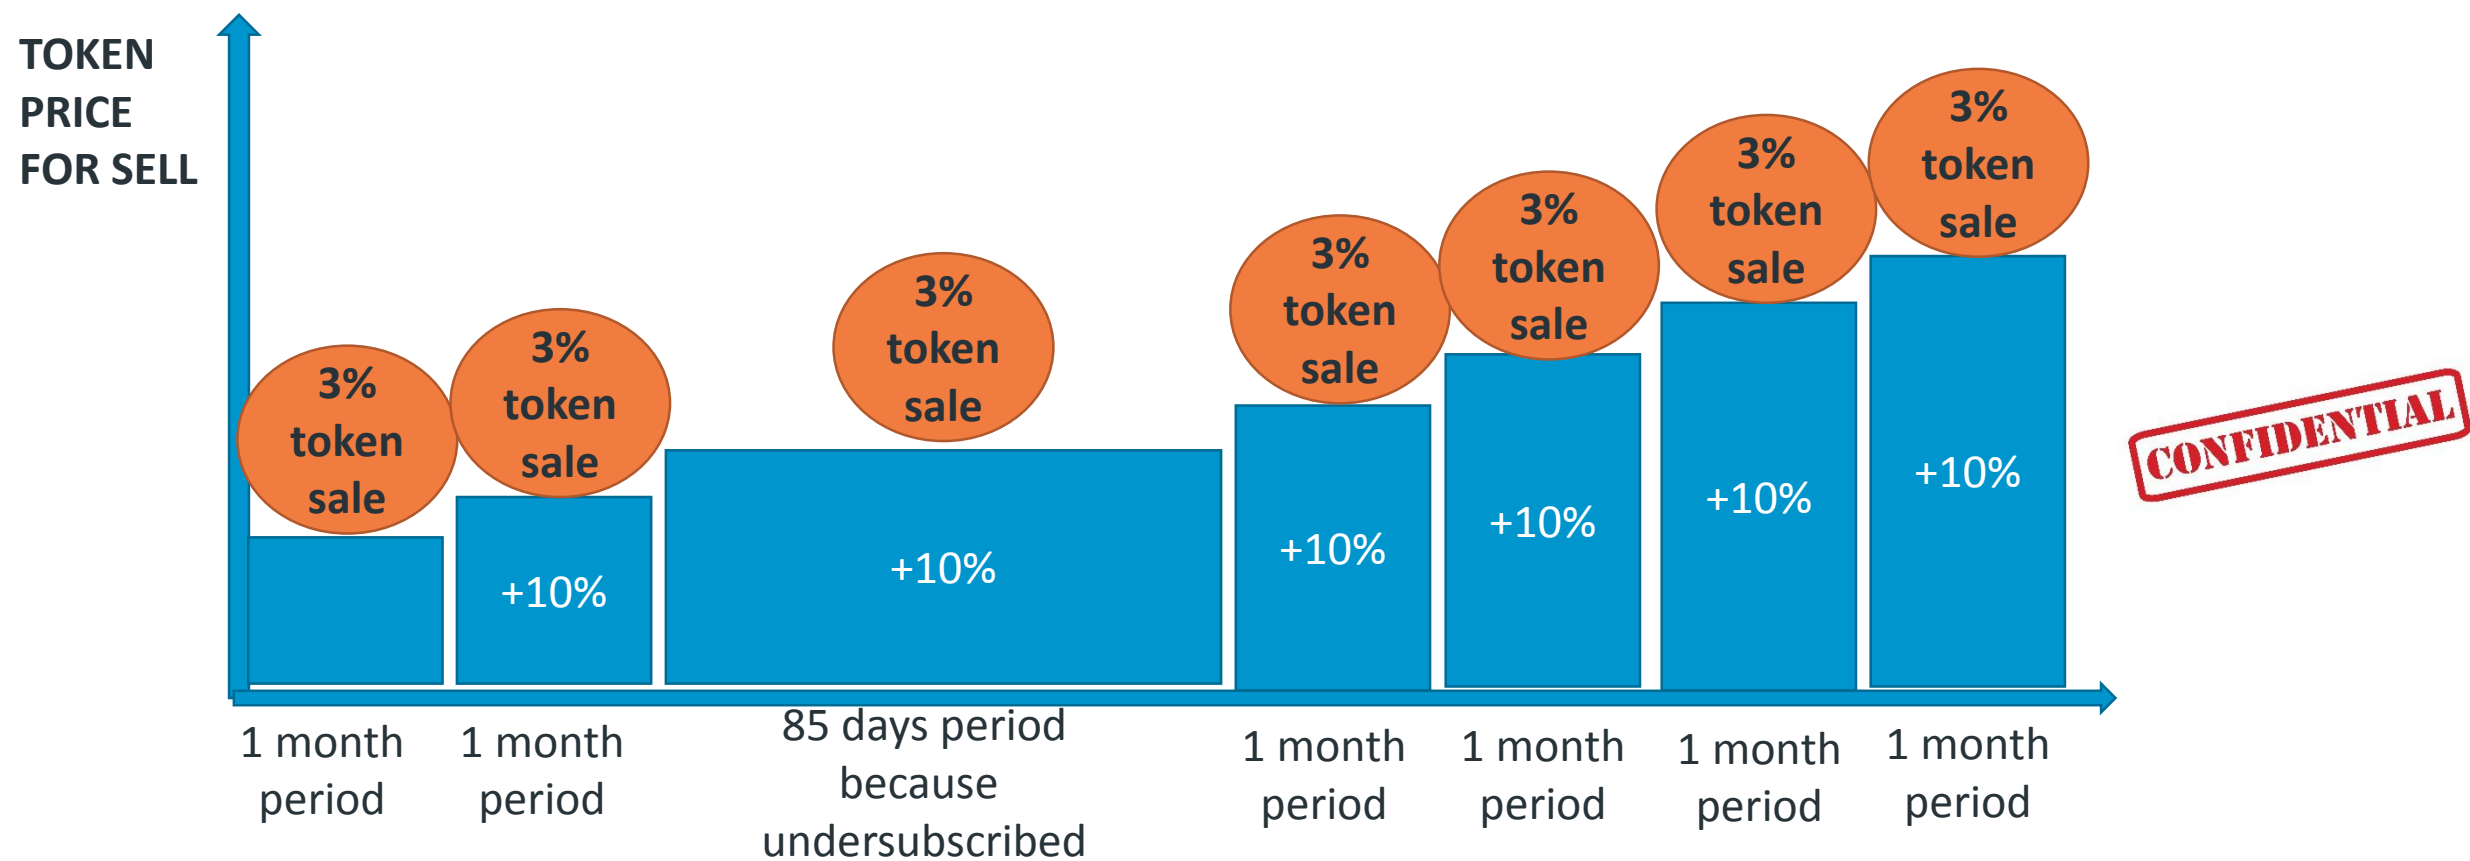 TOKEN
PRICE
FOR SELL
3%
token
sale
3%
token
sale
3%
token
sale
3%
token
sale
3%
token
sale
3%
token
sale
3%
token
sale
+10%
+10%
+10%
+10%
+10%
+10%
CONFIDENTIAL
1 month
period
1 month
period
85 days period
because
undersubscribed
1 month
period
1 month
period
1 month
period
1 month
period